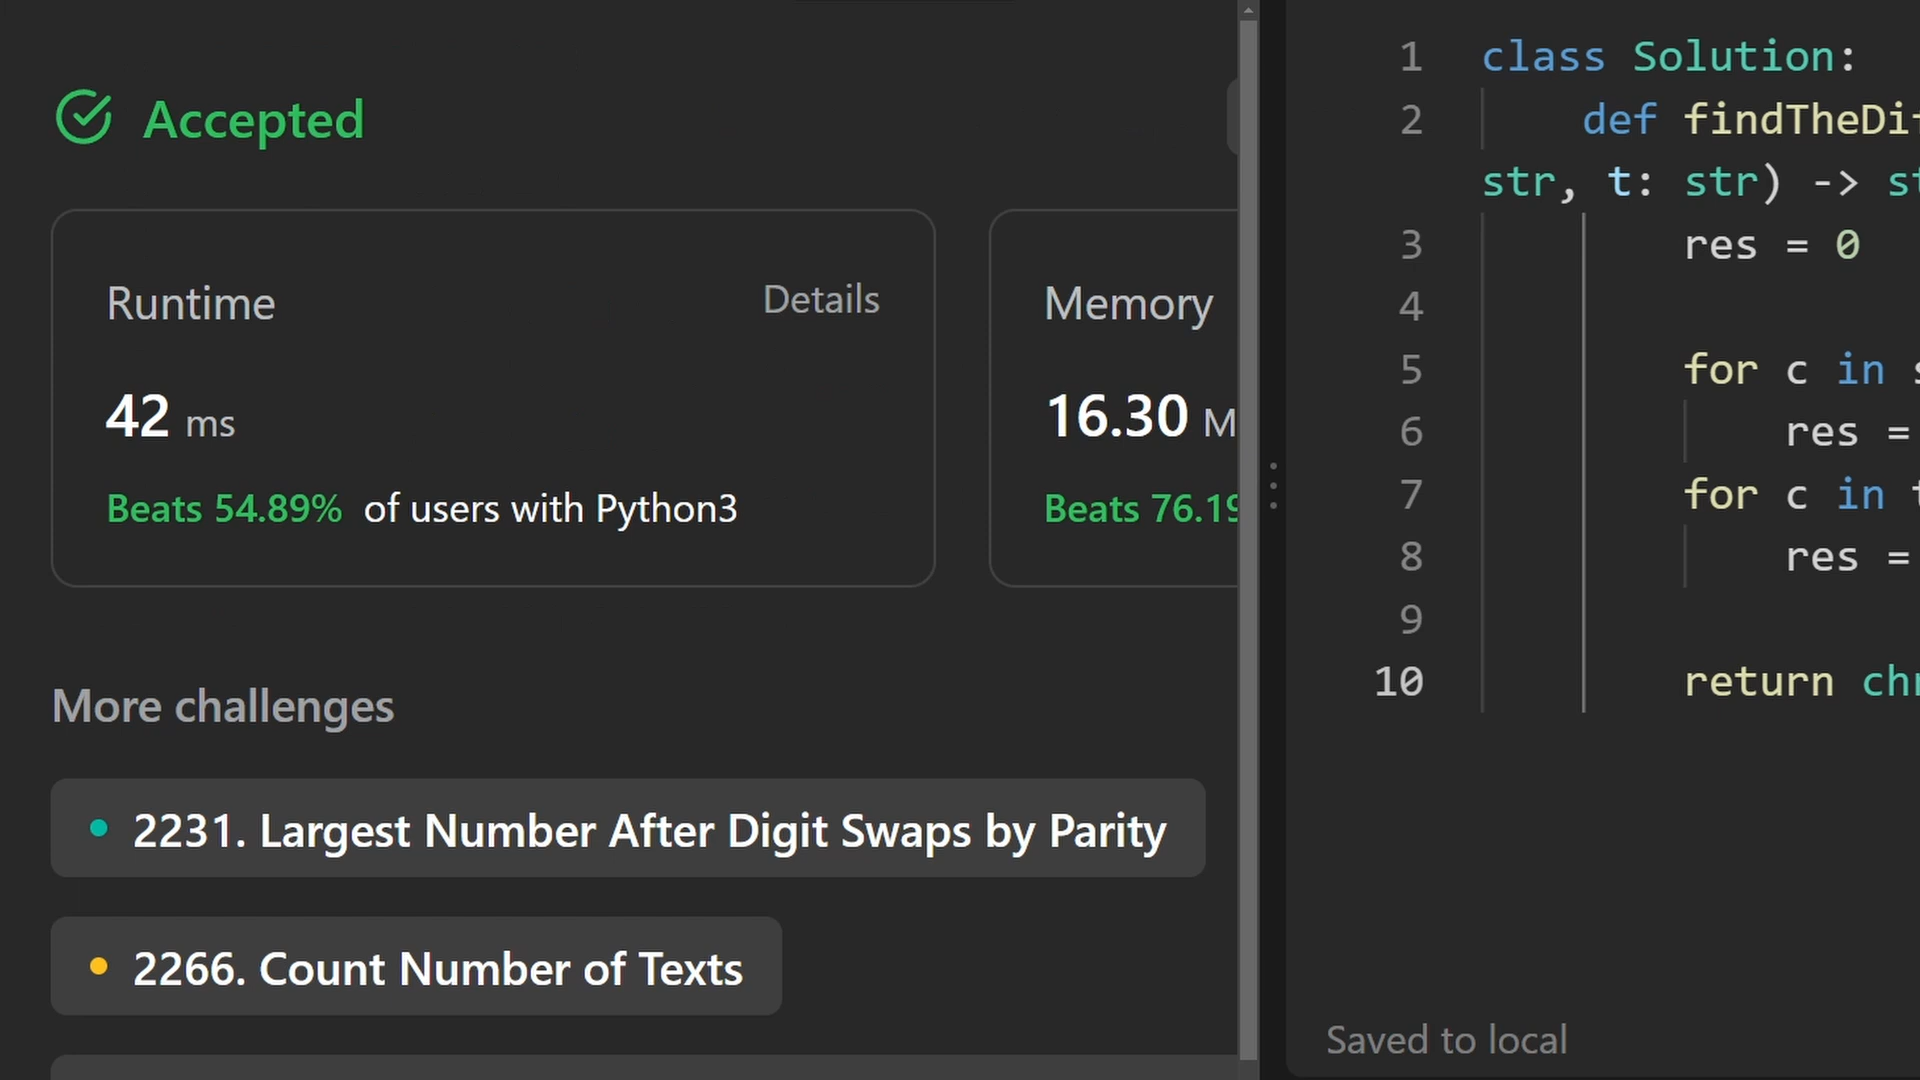 Accepted
Runtime
Details
42 ms
Beats 54.89% of users with Python3
Memory
16.30
Beats
More challenges
2231. Largest Number After Digit Swaps by Parity
2266. Count Number of Texts
1 class Solution:
2 def
str, t: str) ->
3 res = 0
4
5 for c in
6 res =
7 for c in
8 res =
9
10 return
Saved to local